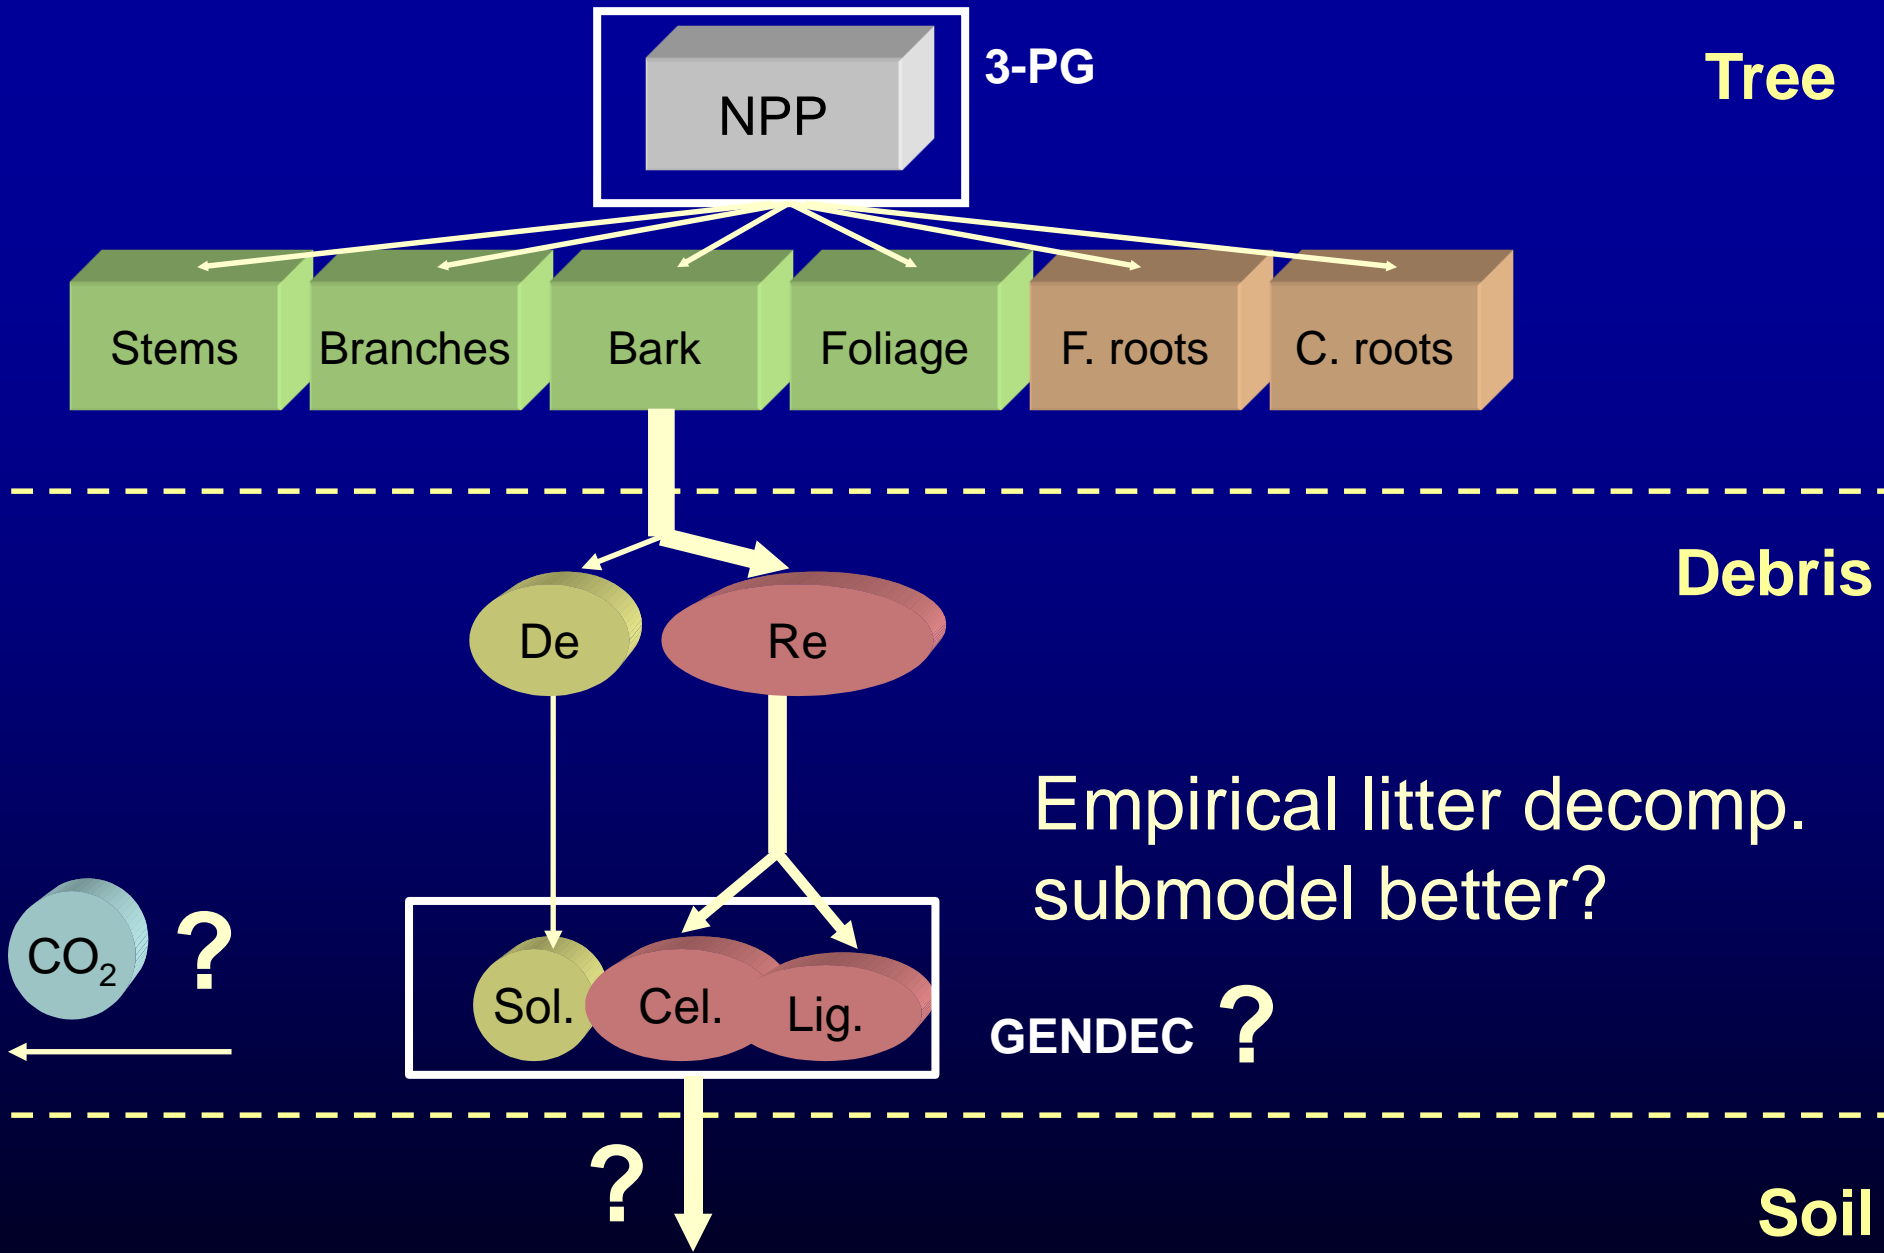 3-PG
Tree
NPP
Stems
Branches
Bark
Foliage
F. roots
C. roots
Debris
De
Re
Empirical litter decomp.
submodel better?
CO₂
?
Sol.
Cel.
Lig.
GENDEC ?
?
Soil